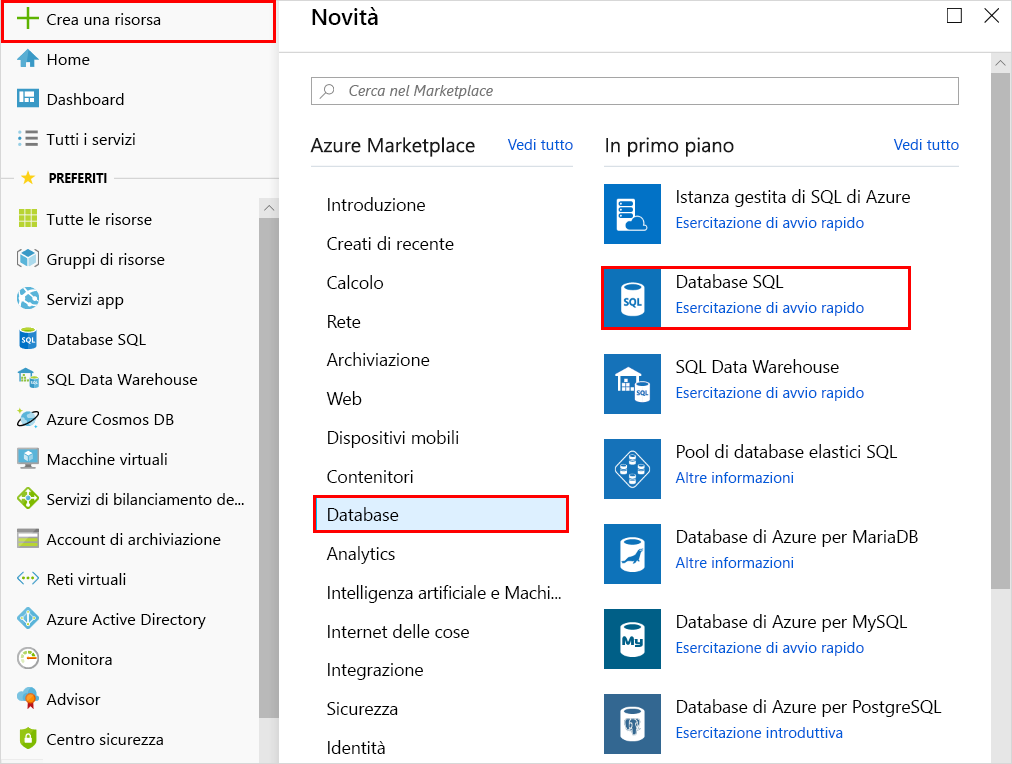 Crea una risorsa
Home
Dashboard
Tutti i servizi
PREFERITI
Tutte le risorse
Gruppi di risorse
Servizi app
SQL
Database SQL
SQL Data Warehouse
Azure Cosmos DB
Macchine virtuali
Servizi di bilanciamento de...
Account di archiviazione
Reti virtuali
Azure Active Directory
Monitora
Advisor
Centro sicurezza
Novità
Cerca nel Marketplace
Azure Marketplace
Vedi tutto
Introduzione
Creati di recente
Calcolo
Rete
Archiviazione
Web
Dispositivi mobili
Contenitori
Database
Analytics
Intelligenza artificiale e Machi...
Internet delle cose
Integrazione
Sicurezza
Identità
In primo piano
Vedi tutto
Istanza gestita di SQL di Azure
Esercitazione di avvio rapido
SQL
Database SQL
Esercitazione di avvio rapido
SQL
SQL Data Warehouse
Esercitazione di avvio rapido
Pool di database elastici SQL
Altre informazioni
Database di Azure per MariaDB
Altre informazioni
My
Database di Azure per MySQL
Esercitazione di avvio rapido
Database di Azure per PostgreSQL
Esercitazione introduttiva